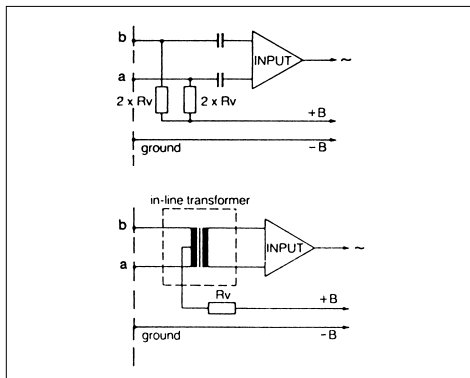 b
INPUT
~
a
2 x Rv
2 x Rv
+B
ground
-B
in-line transformer
b
INPUT
~
a
Rv
+B
ground
-B